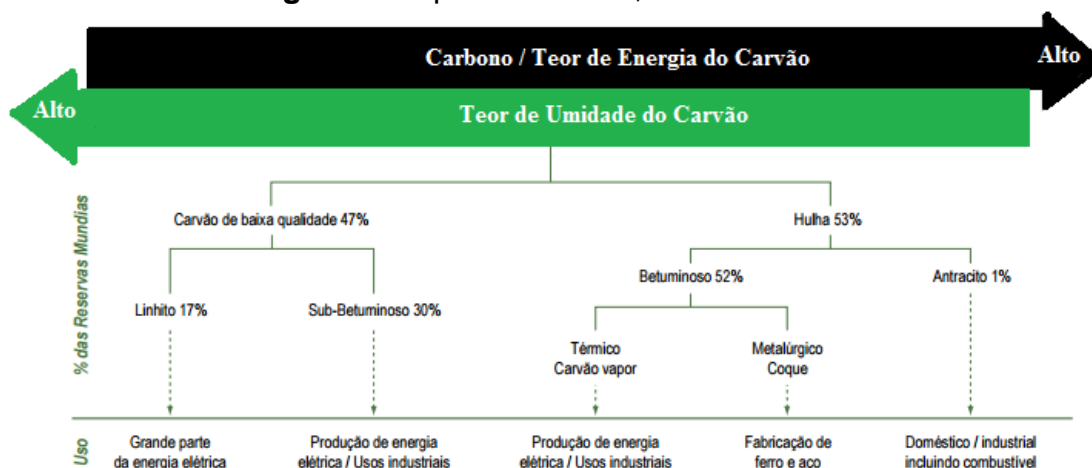 Carbono / Teor de Energia do Carvão
Alto
Alto
Teor de Umidade do Carvão
% das Reservas Mundias
Carvão de baixa qualidade 47%
Hulha 53%
Betuminoso 52%
Antracito 1%
Linhito 17%
Sub-Betuminoso 30%
Térmico
Carvão vapor
Metalúrgico
Coque
Uso
Grande parte
da energia elétrica
Produção de energia
elétrica / Usos industriais
Produção de energia
elétrica / Usos industriais
Fabricação de
ferro e aço
Doméstico / industrial
incluindo combustível